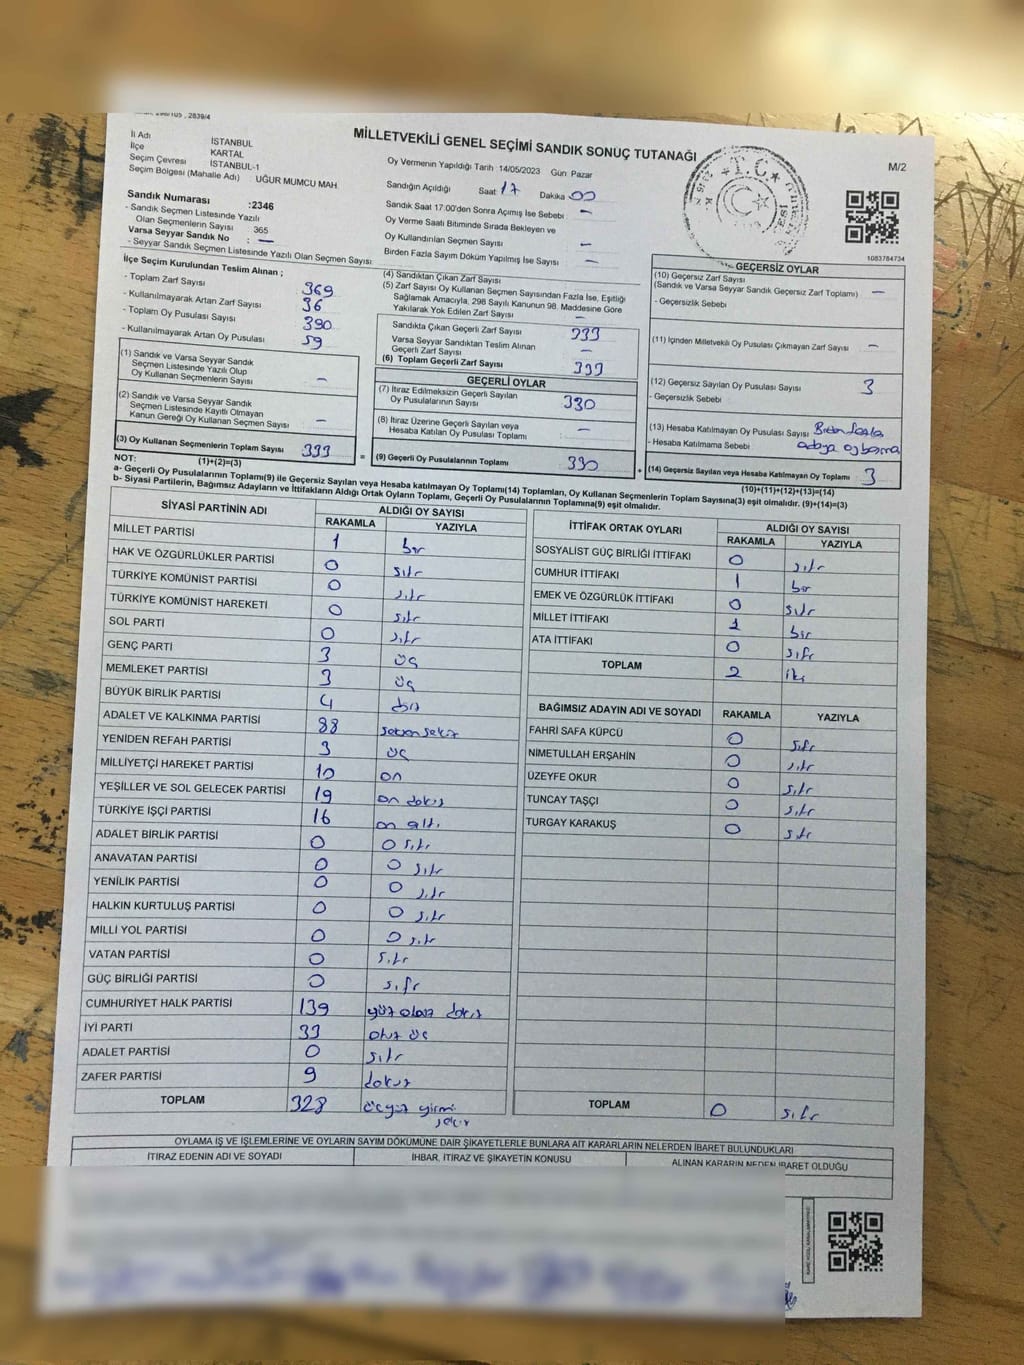 MİLLETVEKİLİ GENEL SEÇİMİ SANDIK SONUÇ TUTANAĞI
M/2
İl Adı İSTANBUL
İlçe KARTAL
Seçim Çevresi İSTANBUL-1
Seçim Bölgesi (Mahalle Adı) UĞUR MUMCU MAH.
Oy Vermenin Yapıldığı Tarih : 14/05/2023 Gün Pazar
Sandığın Açıldığı Saat 17 Dakika 00
Sandık Saat 17:00'den Sonra Açılmış İse Sebebi : —
Oy Verme Saati Bitiminde Sırada Bekleyen ve
Oy Kullandırılan Seçmen Sayısı —
Birden Fazla Sayım Döküm Yapılmış İse Sayısı —
T.C.
1083784734
Sandık Numarası :2346
- Sandık Seçmen Listesinde Yazılı
Olan Seçmenlerin Sayısı 365
Varsa Seyyar Sandık No : —
- Seyyar Sandık Seçmen Listesinde Yazılı Olan Seçmen Sayısı:
İlçe Seçim Kurulundan Teslim Alınan ;
- Toplam Zarf Sayısı 369
- Kullanılmayarak Artan Zarf Sayısı 36
- Toplam Oy Pusulası Sayısı 390
- Kullanılmayarak Artan Oy Pusulası 59
(1) Sandık ve Varsa Seyyar Sandık
Seçmen Listesinde Yazılı Olup
Oy Kullanan Seçmenlerin Sayısı —
(2) Sandık ve Varsa Seyyar Sandık
Seçmen Listesinde Kayıtlı Olmayan
Kanun Gereği Oy Kullanan Seçmen Sayısı —
(3) Oy Kullanan Seçmenlerin Toplam Sayısı 333
(1)+(2)=(3)
(4) Sandıktan Çıkan Zarf Sayısı
(5) Zarf Sayısı Oy Kullanan Seçmen Sayısından Fazla İse, Eşitliği
Sağlamak Amacıyla, 298 Sayılı Kanunun 98. Maddesine Göre
Yakılarak Yok Edilen Zarf Sayısı —
Sandıkta Çıkan Geçerli Zarf Sayısı 333
Varsa Seyyar Sandıktan Teslim Alınan
Geçerli Zarf Sayısı —
(6) Toplam Geçerli Zarf Sayısı 333
GEÇERLİ OYLAR
(7) İtiraz Edilmeksizin Geçerli Sayılan
Oy Pusulalarının Sayısı 330
(8) İtiraz Üzerine Geçerli Sayılan veya
Hesaba Katılan Oy Pusulası Toplamı —
= (9) Geçerli Oy Pusulalarının Toplamı 330
GEÇERSİZ OYLAR
(10) Geçersiz Zarf Sayısı
(Sandık ve Varsa Seyyar Sandık Geçersiz Zarf Toplamı) —
- Geçersizlik Sebebi
(11) İçinden Milletvekili Oy Pusulası Çıkmayan Zarf Sayısı —
(12) Geçersiz Sayılan Oy Pusulası Sayısı 3
- Geçersizlik Sebebi
(13) Hesaba Katılmayan Oy Pusulası Sayısı Birden fazla
- Hesaba Katılmama Sebebi adaya oy basma
+ (14) Geçersiz Sayılan veya Hesaba Katılmayan Oy Toplamı 3
(10)+(11)+(12)+(13)=(14)
NOT:
a- Geçerli Oy Pusulalarının Toplamı(9) ile Geçersiz Sayılan veya Hesaba katılmayan Oy Toplamı(14) Toplamları, Oy Kullanan Seçmenlerin Toplam Sayısına(3) eşit olmalıdır. (9)+(14)=(3)
b- Siyasi Partilerin, Bağımsız Adayların ve İttifakların Aldığı Ortak Oyların Toplamı, Geçerli Oy Pusulalarının Toplamına(9) eşit olmalıdır.
SİYASİ PARTİNİN ADI ALDIĞI OY SAYISI
RAKAMLA YAZIYLA
MİLLET PARTİSİ 1 bir
HAK VE ÖZGÜRLÜKLER PARTİSİ 0 sıfır
TÜRKİYE KOMÜNİST PARTİSİ 0 sıfır
TÜRKİYE KOMÜNİST HAREKETİ 0 sıfır
SOL PARTİ 0 sıfır
GENÇ PARTİ 3 üç
MEMLEKET PARTİSİ 3 üç
BÜYÜK BİRLİK PARTİSİ 4 dört
ADALET VE KALKINMA PARTİSİ 88 seksen sekiz
YENİDEN REFAH PARTİSİ 3 üç
MİLLİYETÇİ HAREKET PARTİSİ 10 on
YEŞİLLER VE SOL GELECEK PARTİSİ 19 on dokuz
TÜRKİYE İŞÇİ PARTİSİ 16 on altı
ADALET BİRLİK PARTİSİ 0 0 sıfır
ANAVATAN PARTİSİ 0 0 sıfır
YENİLİK PARTİSİ 0 0 sıfır
HALKIN KURTULUŞ PARTİSİ 0 0 sıfır
MİLLİ YOL PARTİSİ 0 0 sıfır
VATAN PARTİSİ 0 sıfır
GÜÇ BİRLİĞİ PARTİSİ 0 sıfır
CUMHURİYET HALK PARTİSİ 139 yüz otuz dokuz
İYİ PARTİ 33 otuz üç
ADALET PARTİSİ 0 sıfır
ZAFER PARTİSİ 9 dokuz
TOPLAM 328 üçyüz yirmi
sekiz
İTTİFAK ORTAK OYLARI ALDIĞI OY SAYISI
RAKAMLA YAZIYLA
SOSYALİST GÜÇ BİRLİĞİ İTTİFAKI 0 sıfır
CUMHUR İTTİFAKI 1 bir
EMEK VE ÖZGÜRLÜK İTTİFAKI 0 sıfır
MİLLET İTTİFAKI 1 bir
ATA İTTİFAKI 0 sıfır
TOPLAM 2 iki
BAĞIMSIZ ADAYIN ADI VE SOYADI RAKAMLA YAZIYLA
FAHRİ SAFA KÜPCÜ 0 sıfır
NİMETULLAH ERŞAHİN 0 sıfır
ÜZEYFE OKUR 0 sıfır
TUNCAY TAŞÇI 0 sıfır
TURGAY KARAKUŞ 0 sıfır
TOPLAM 0 sıfır
OYLAMA İŞ VE İŞLEMLERİNE VE OYLARIN SAYIM DÖKÜMÜNE DAİR ŞİKAYETLERLE BUNLARA AİT KARARLARIN NELERDEN İBARET BULUNDUKLARI
İTİRAZ EDENİN ADI VE SOYADI İHBAR, İTİRAZ VE ŞİKAYETİN KONUSU ALINAN KARARIN NEDEN İBARET OLDUĞU